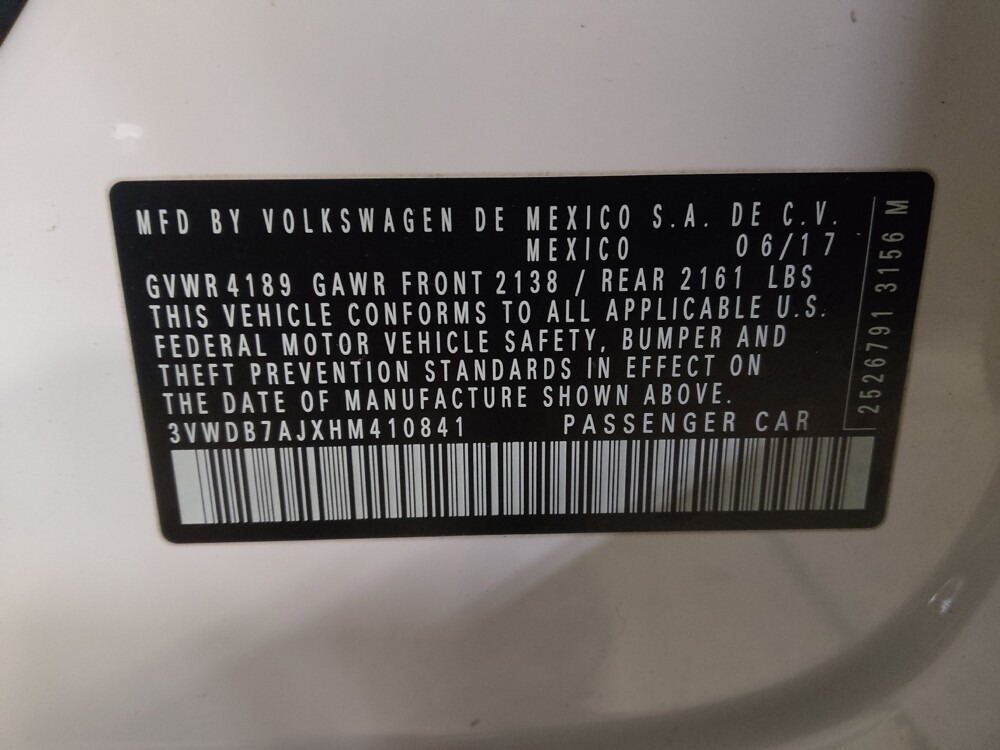 MFD BY VOLKSWAGEN DE MEXICO S.A. DE C.V.
MEXICO 06/17
GVWR 4189 GAWR FRONT 2138 / REAR 2161 LBS
THIS VEHICLE CONFORMS TO ALL APPLICABLE U.S.
FEDERAL MOTOR VEHICLE SAFETY, BUMPER AND
THEFT PREVENTION STANDARDS IN EFFECT ON
THE DATE OF MANUFACTURE SHOWN ABOVE.
3VWDB7AJXHM410841 PASSENGER CAR
2526791 3156 M